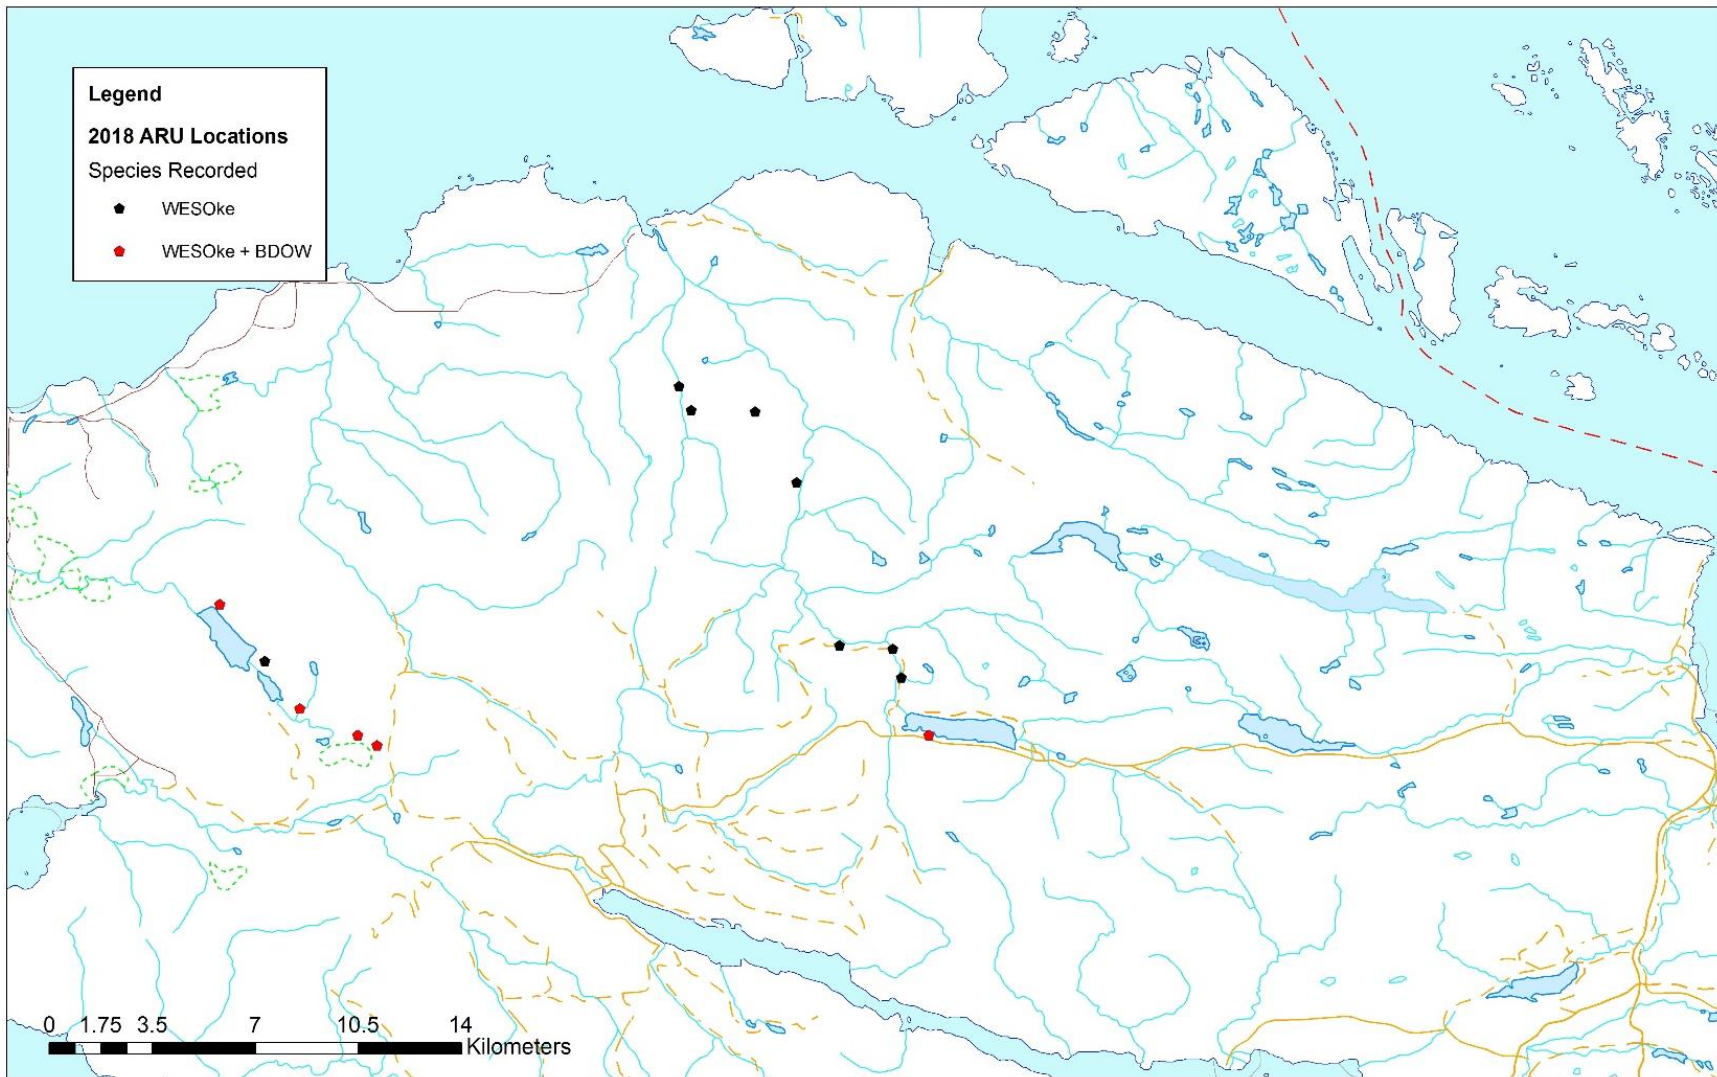 Legend
2018 ARU Locations
Species Recorded
WESOke
WESOke + BDOW
0 1.75 3.5 7 10.5 14
Kilometers